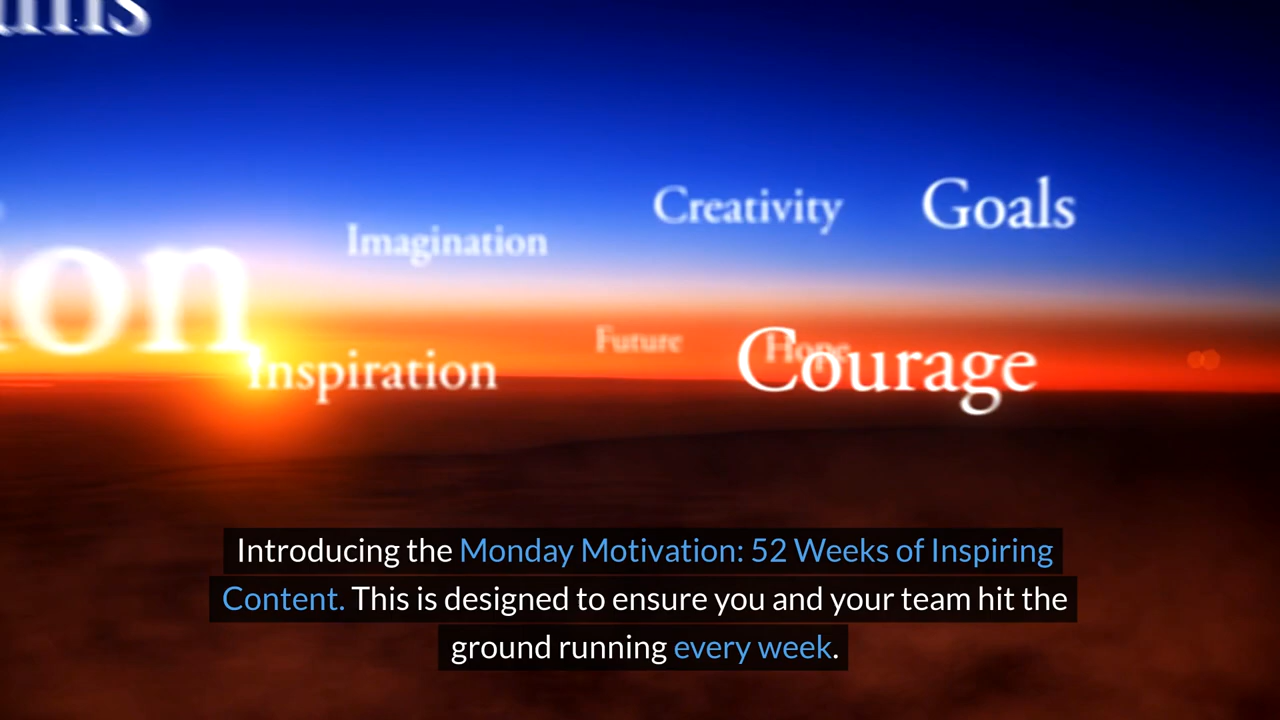 Creativity
Goals
Imagination
Future
Hope
Courage
Inspiration
Introducing the Monday Motivation: 52 Weeks of Inspiring
Content. This is designed to ensure you and your team hit the
ground running every week.